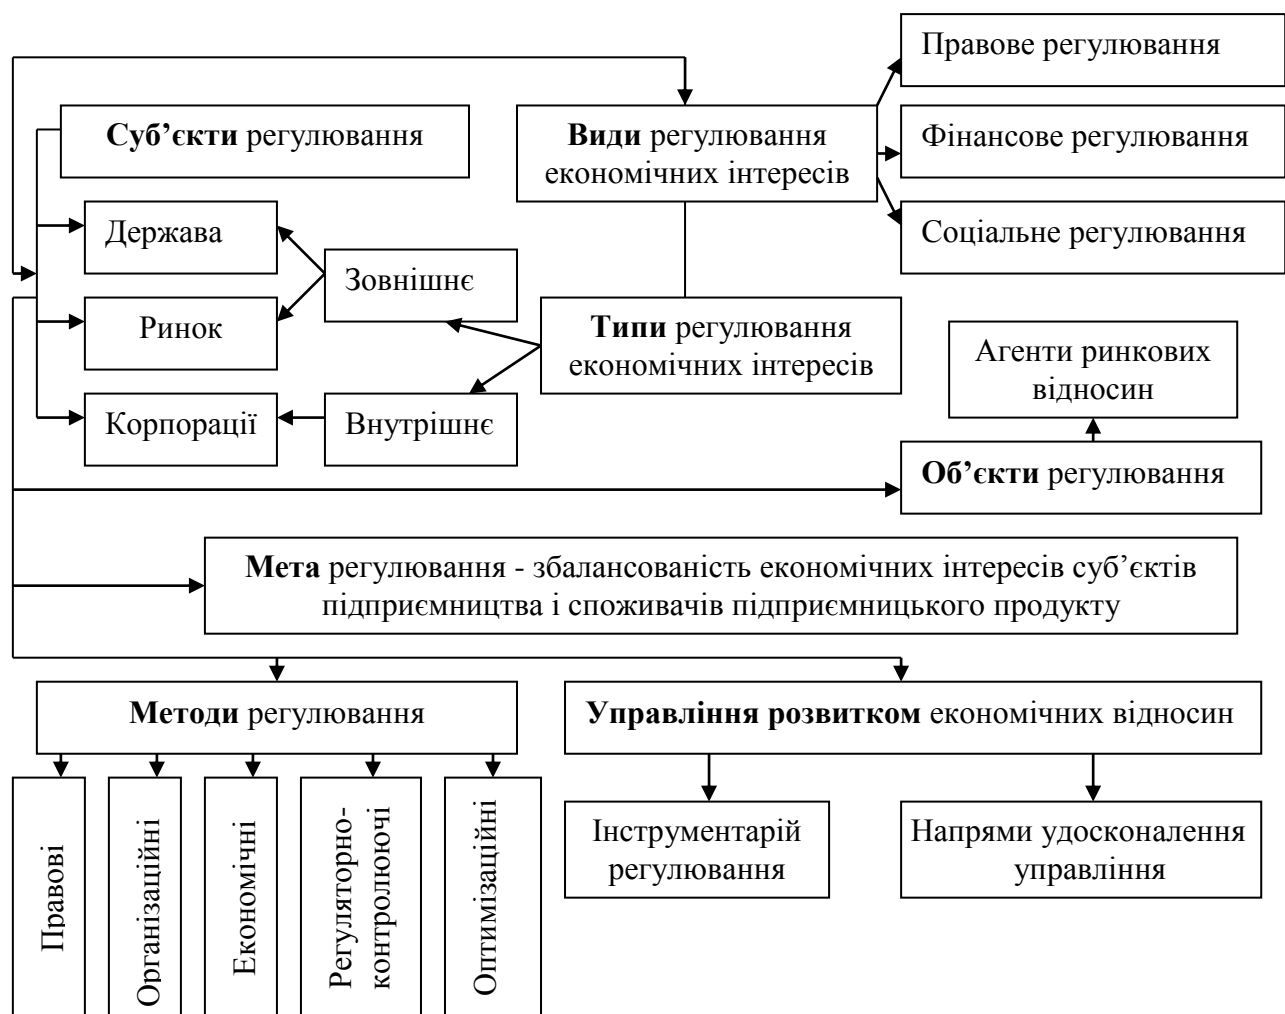 Правове регулювання
Суб’єкти регулювання
Види регулювання
економічних інтересів
Фінансове регулювання
Соціальне регулювання
Держава
Зовнішнє
Ринок
Типи регулювання
економічних інтересів
Агенти ринкових
відносин
Корпорації
Внутрішнє
Об’єкти регулювання
Мета регулювання - збалансованість економічних інтересів суб’єктів
підприємництва і споживачів підприємницького продукту
Методи регулювання
Управління розвитком економічних відносин
Правові
Організаційні
Економічні
Регуляторно-
контролюючі
Оптимізаційні
Інструментарій
регулювання
Напрями удосконалення
управління